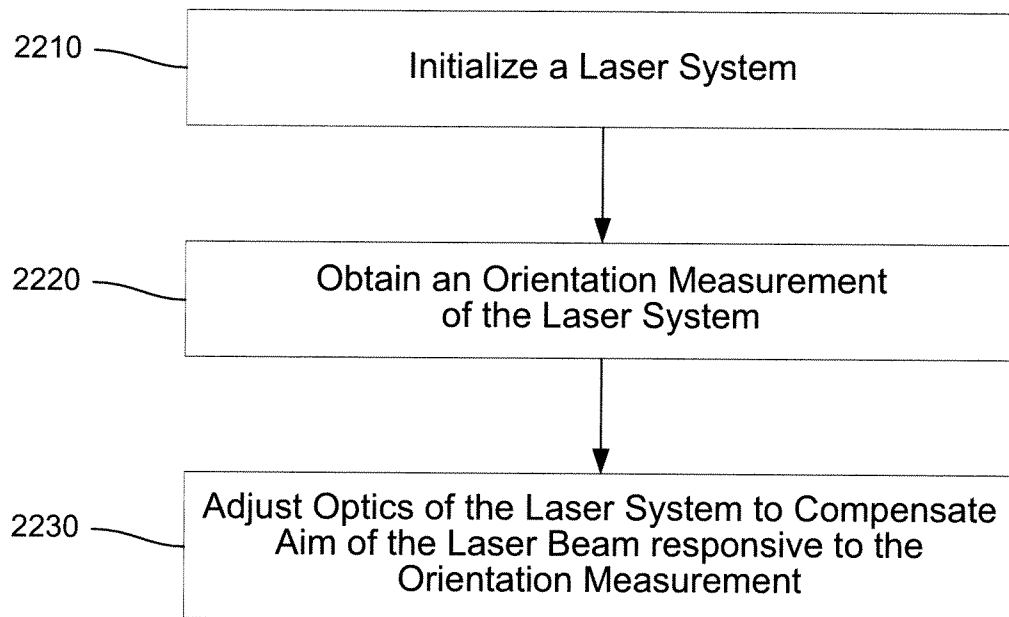 2210
Initialize a Laser System
2220
Obtain an Orientation Measurement
of the Laser System
2230
Adjust Optics of the Laser System to Compensate
Aim of the Laser Beam responsive to the
Orientation Measurement